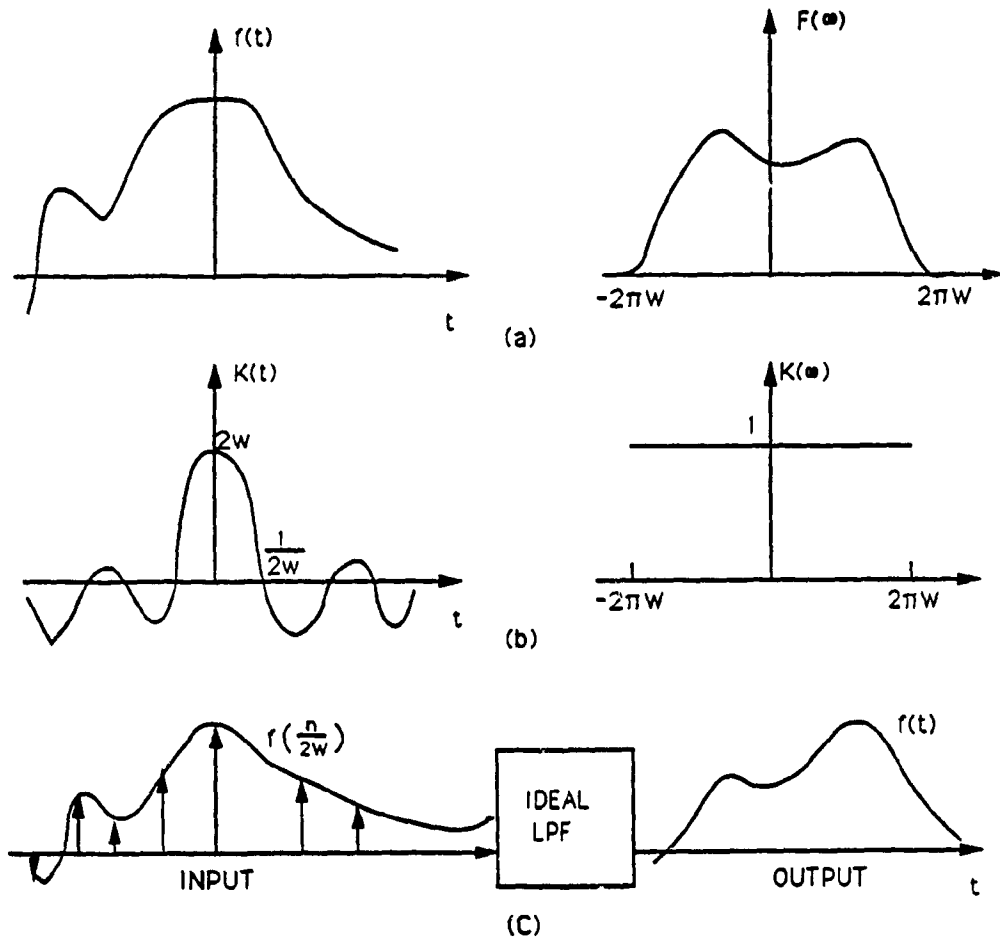 f(t)
F(ω)
t
-2πW
2πW
(a)
K(t)
2W
1/2W
t
K(ω)
1
-2πW
2πW
(b)
f(n/2W)
INPUT
IDEAL
LPF
f(t)
OUTPUT
t
(C)